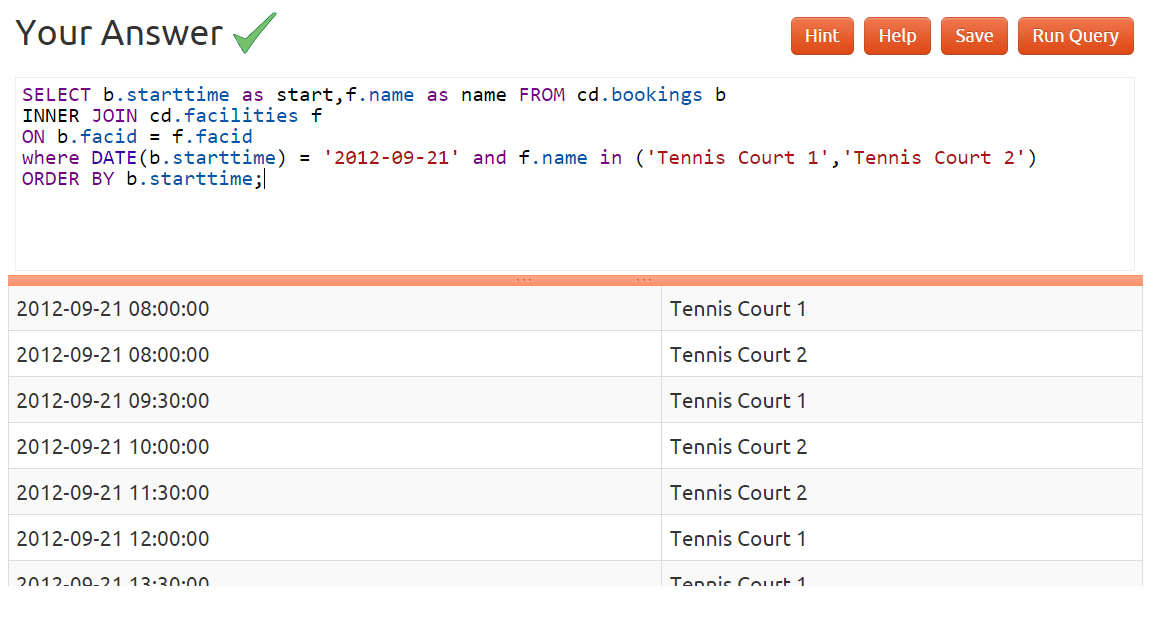 Your Answer
Hint Help Save Run Query
SELECT b.starttime as start,f.name as name FROM cd.bookings b
INNER JOIN cd.facilities f
ON b.facid = f.facid
where DATE(b.starttime) = '2012-09-21' and f.name in ('Tennis Court 1','Tennis Court 2')
ORDER BY b.starttime;
2012-09-21 08:00:00 Tennis Court 1
2012-09-21 08:00:00 Tennis Court 2
2012-09-21 09:30:00 Tennis Court 1
2012-09-21 10:00:00 Tennis Court 2
2012-09-21 11:30:00 Tennis Court 2
2012-09-21 12:00:00 Tennis Court 1
2012-09-21 13:30:00 Tennis Court 1